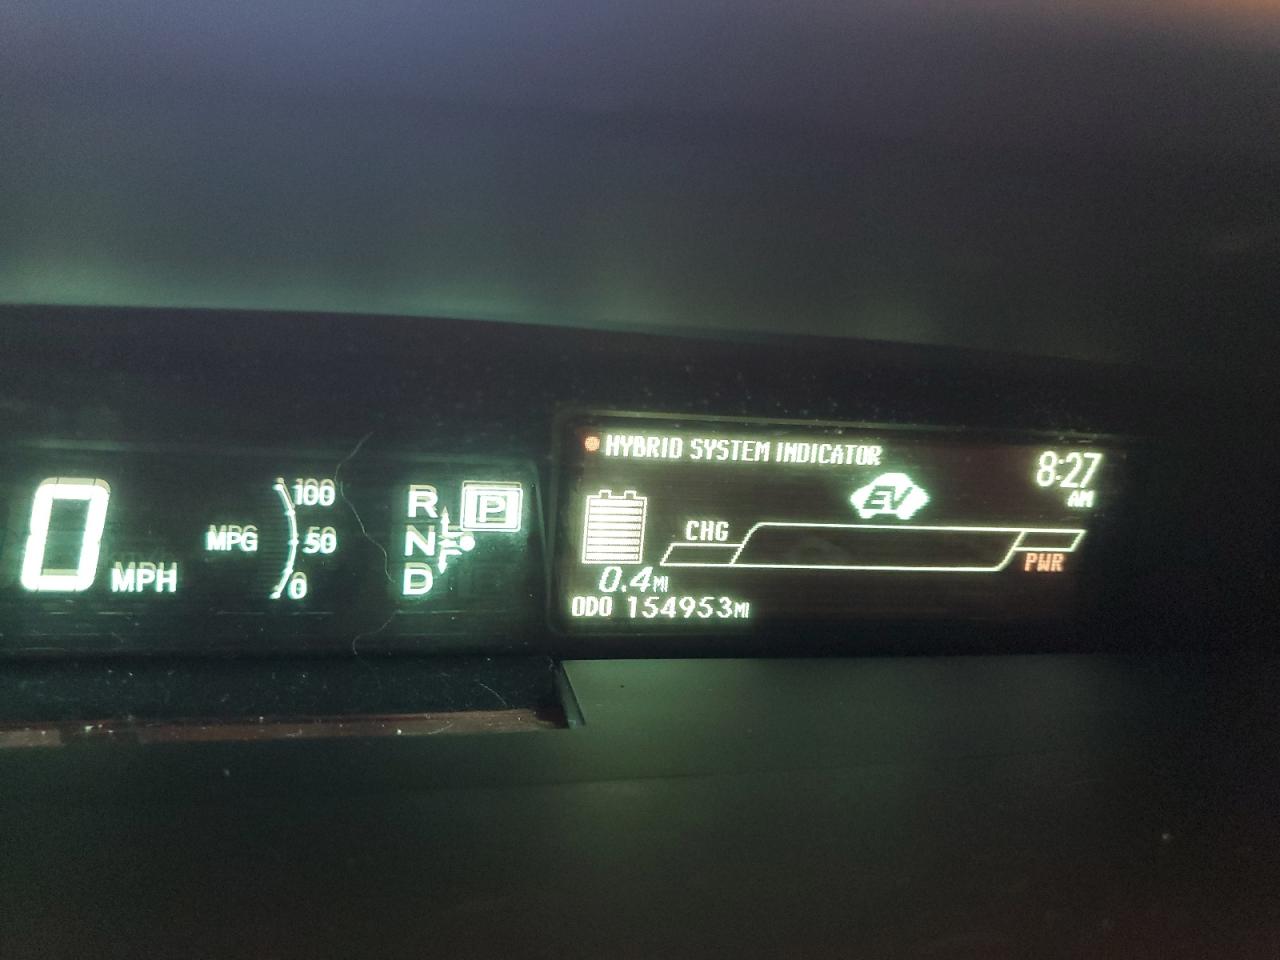 0 MPH
MPG
100
50
0
R
P
N
D
HYBRID SYSTEM INDICATOR
8:27
AM
EV
CHG
PWR
0.4MI
ODO 154953MI